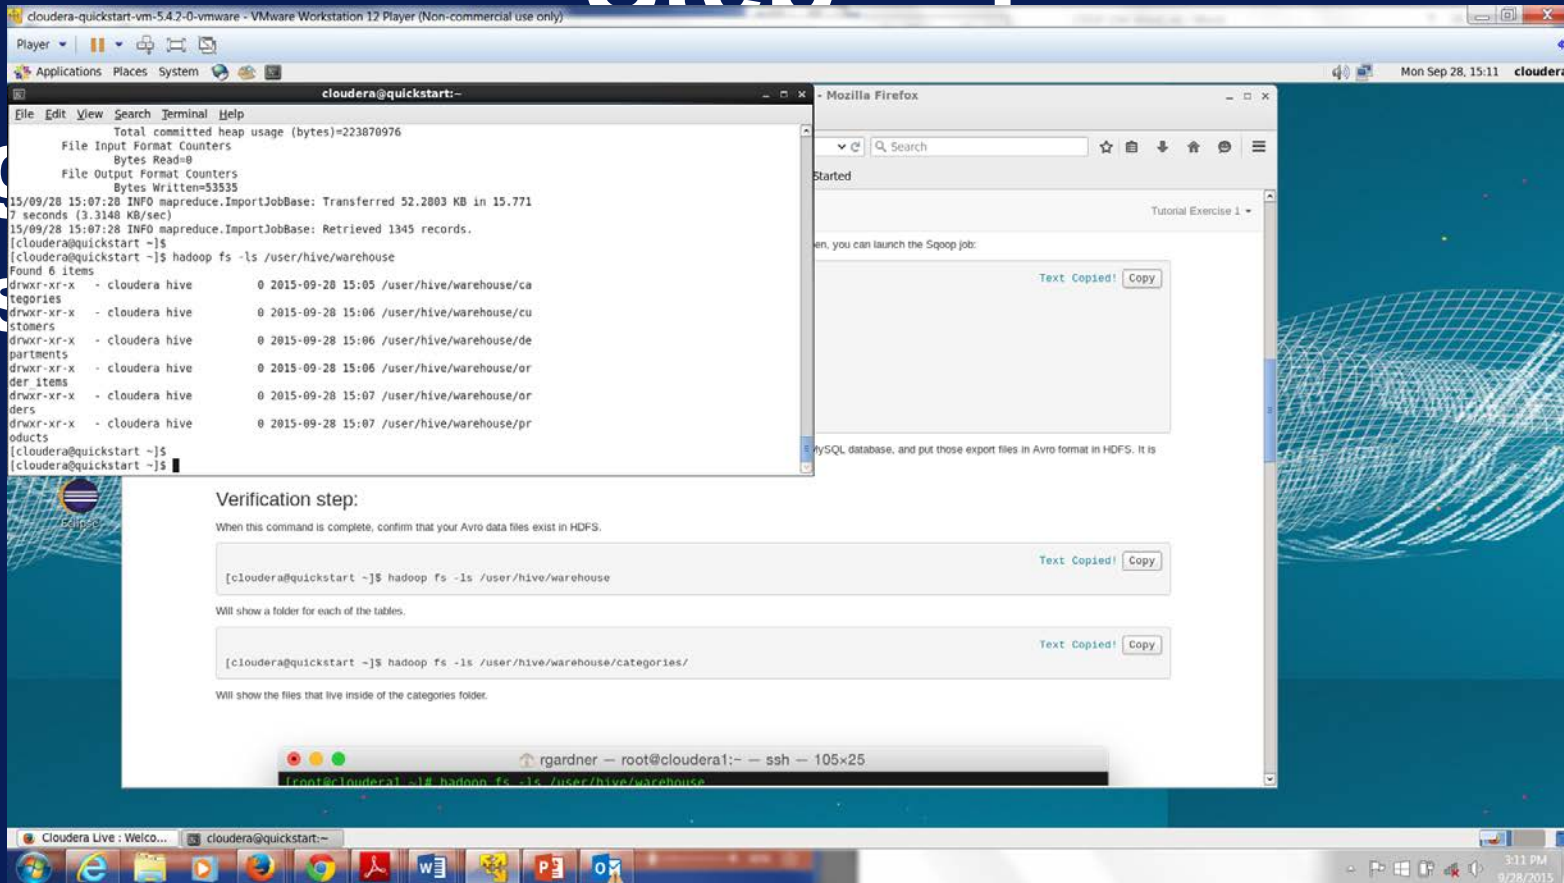 cloudera-quickstart-vm-5.4.2-0-vmware - VMware Workstation 12 Player (Non-commercial use only)
Player
Applications Places System
Mon Sep 28, 15:11 cloudera
cloudera@quickstart:~
File Edit View Search Terminal Help
Total committed heap usage (bytes)=223870976
File Input Format Counters
Bytes Read=0
File Output Format Counters
Bytes Written=53535
15/09/28 15:07:28 INFO mapreduce.ImportJobBase: Transferred 52.2803 KB in 15.771
7 seconds (3.3148 KB/sec)
15/09/28 15:07:28 INFO mapreduce.ImportJobBase: Retrieved 1345 records.
[cloudera@quickstart ~]$
[cloudera@quickstart ~]$ hadoop fs -ls /user/hive/warehouse
Found 6 items
drwxr-xr-x - cloudera hive 0 2015-09-28 15:05 /user/hive/warehouse/ca
tegories
drwxr-xr-x - cloudera hive 0 2015-09-28 15:06 /user/hive/warehouse/cu
stomers
drwxr-xr-x - cloudera hive 0 2015-09-28 15:06 /user/hive/warehouse/de
partments
drwxr-xr-x - cloudera hive 0 2015-09-28 15:06 /user/hive/warehouse/or
der_items
drwxr-xr-x - cloudera hive 0 2015-09-28 15:07 /user/hive/warehouse/or
ders
drwxr-xr-x - cloudera hive 0 2015-09-28 15:07 /user/hive/warehouse/pr
oducts
[cloudera@quickstart ~]$
[cloudera@quickstart ~]$
- Mozilla Firefox
Search
Started
Tutorial Exercise 1
en, you can launch the Sqoop job:
Text Copied! Copy
MySQL database, and put those export files in Avro format in HDFS. It is
Eclipse
Verification step:
When this command is complete, confirm that your Avro data files exist in HDFS.
Text Copied! Copy
[cloudera@quickstart ~]$ hadoop fs -ls /user/hive/warehouse
Will show a folder for each of the tables.
Text Copied! Copy
[cloudera@quickstart ~]$ hadoop fs -ls /user/hive/warehouse/categories/
Will show the files that live inside of the categories folder.
rgardner — root@cloudera1:~ — ssh — 105×25
[root@cloudera1 ~]# hadoop fs -ls /user/hive/warehouse
Cloudera Live : Welco...
cloudera@quickstart:~
3:11 PM
9/28/2015